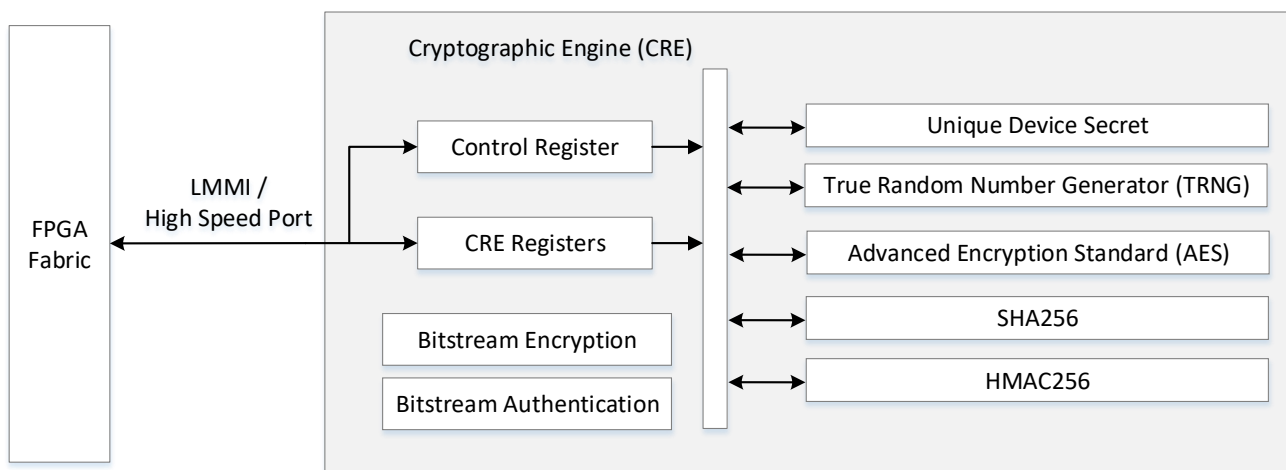 Cryptographic Engine (CRE)
FPGA
Fabric
LMMI /
High Speed Port
Control Register
CRE Registers
Bitstream Encryption
Bitstream Authentication
Unique Device Secret
True Random Number Generator (TRNG)
Advanced Encryption Standard (AES)
SHA256
HMAC256